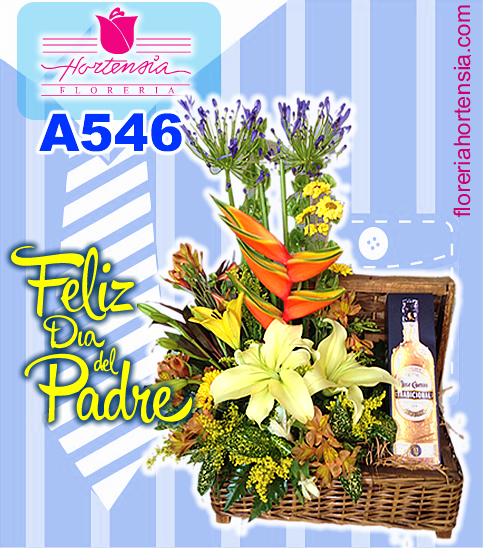 Hortensia
FLORERIA
A546
floreriahortensia.com
Feliz
Dia
del
Padre
Jose Cuervo
TRADICIONAL